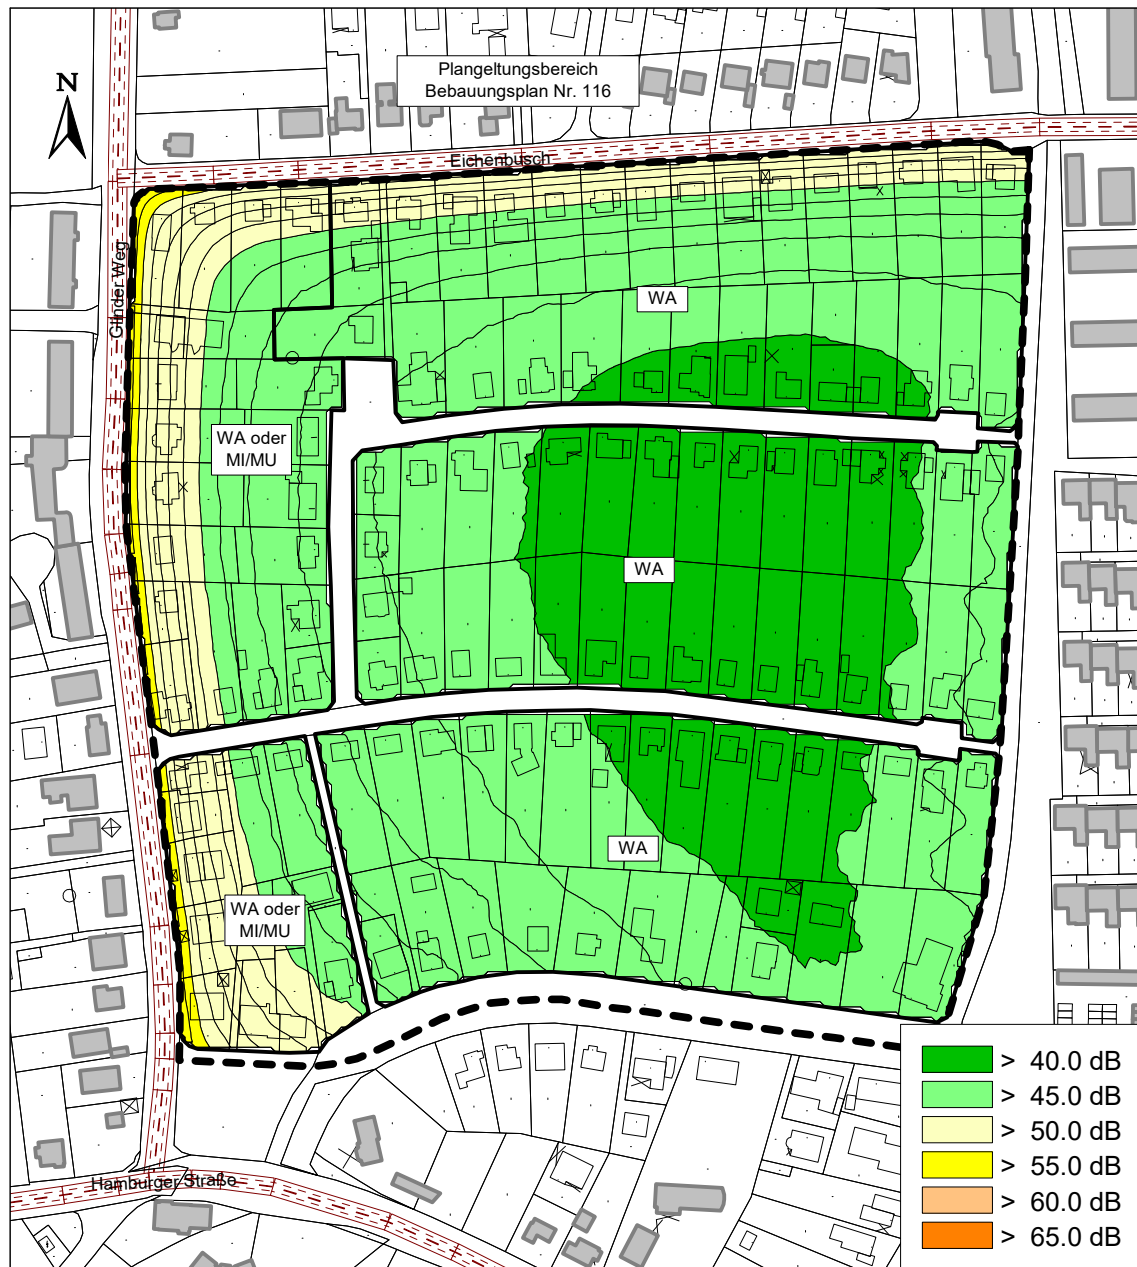 Plangeltungsbereich
Bebauungsplan Nr. 116
N
Eichenbusch
Glinder Weg
WA
WA oder
MI/MU
WA
WA
WA oder
MI/MU
Hamburger Straße
> 40.0 dB
> 45.0 dB
> 50.0 dB
> 55.0 dB
> 60.0 dB
> 65.0 dB